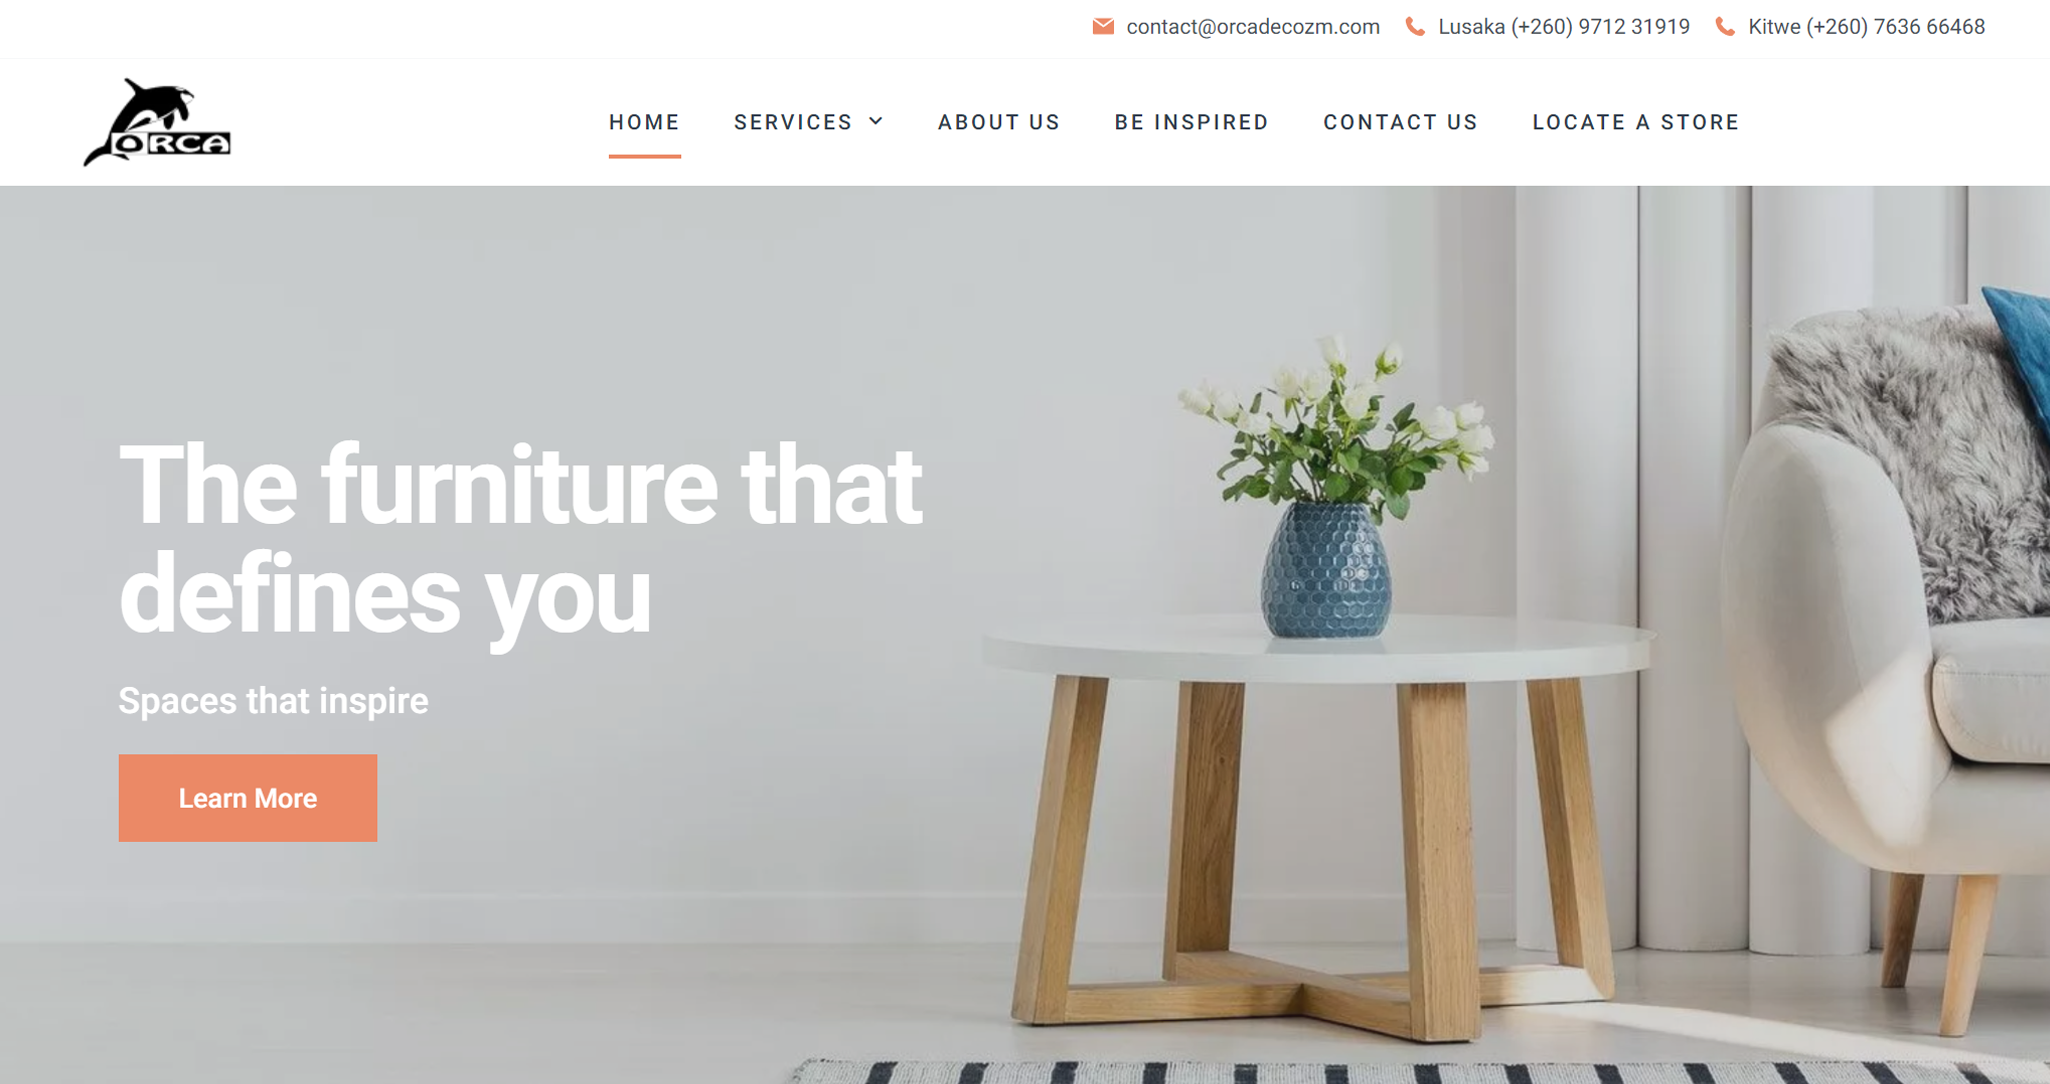 contact@orcadecozm.com Lusaka (+260) 9712 31919 Kitwe (+260) 7636 66468
ORCA
HOME SERVICES ABOUT US BE INSPIRED CONTACT US LOCATE A STORE
The furniture that
defines you
Spaces that inspire
Learn More